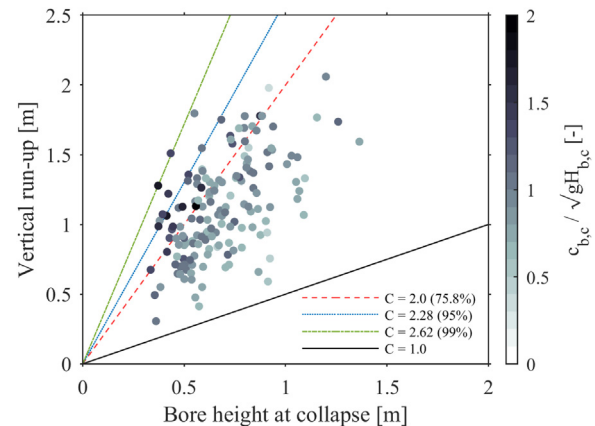 2.5
2
1.5
1
0.5
0
0
0.5
1
1.5
2
Vertical run-up [m]
Bore height at collapse [m]
C = 2.0 (75.8%)
C = 2.28 (95%)
C = 2.62 (99%)
C = 1.0
2
1.5
1
0.5
0
c_b,c / √gH_b,c [-]